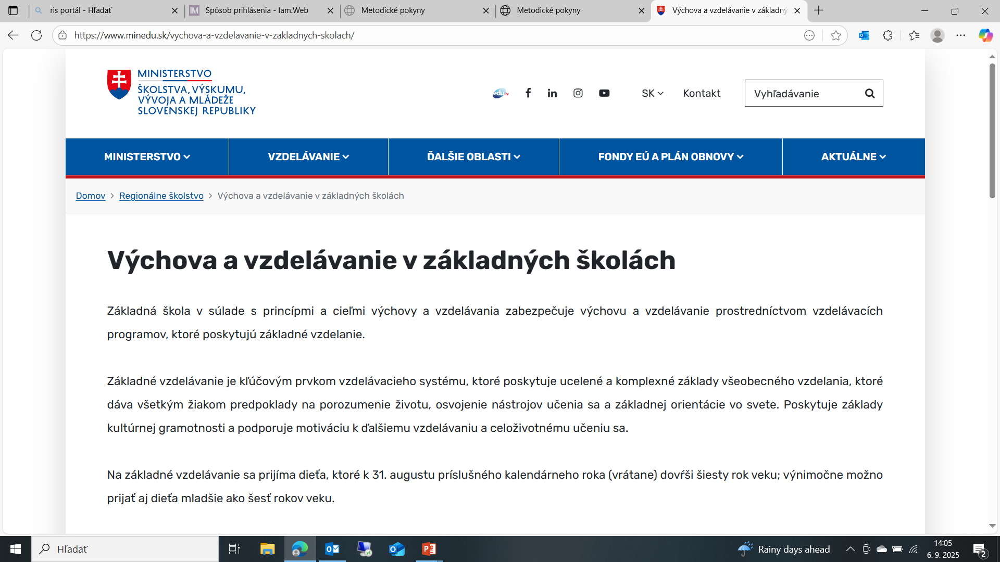 ris portál - Hľadať
Spôsob prihlásenia - Iam.Web
Metodické pokyny
Metodické pokyny
Výchova a vzdelávanie v základný
https://www.minedu.sk/vychova-a-vzdelavanie-v-zakladnych-skolach/
MINISTERSTVO
ŠKOLSTVA, VÝSKUMU,
VÝVOJA A MLÁDEŽE
SLOVENSKEJ REPUBLIKY
edu tv
SK
Kontakt
Vyhľadávanie
MINISTERSTVO
VZDELÁVANIE
ĎALŠIE OBLASTI
FONDY EÚ A PLÁN OBNOVY
AKTUÁLNE
Domov > Regionálne školstvo > Výchova a vzdelávanie v základných školách
Výchova a vzdelávanie v základných školách
Základná škola v súlade s princípmi a cieľmi výchovy a vzdelávania zabezpečuje výchovu a vzdelávanie prostredníctvom vzdelávacích
programov, ktoré poskytujú základné vzdelanie.
Základné vzdelávanie je kľúčovým prvkom vzdelávacieho systému, ktoré poskytuje ucelené a komplexné základy všeobecného vzdelania, ktoré
dáva všetkým žiakom predpoklady na porozumenie životu, osvojenie nástrojov učenia sa a základnej orientácie vo svete. Poskytuje základy
kultúrnej gramotnosti a podporuje motiváciu k ďalšiemu vzdelávaniu a celoživotnému učeniu sa.
Na základné vzdelávanie sa prijíma dieťa, ktoré k 31. augustu príslušného kalendárneho roka (vrátane) dovŕši šiesty rok veku; výnimočne možno
prijať aj dieťa mladšie ako šesť rokov veku.
Hľadať
Rainy days ahead
14:05
6. 9. 2025
2